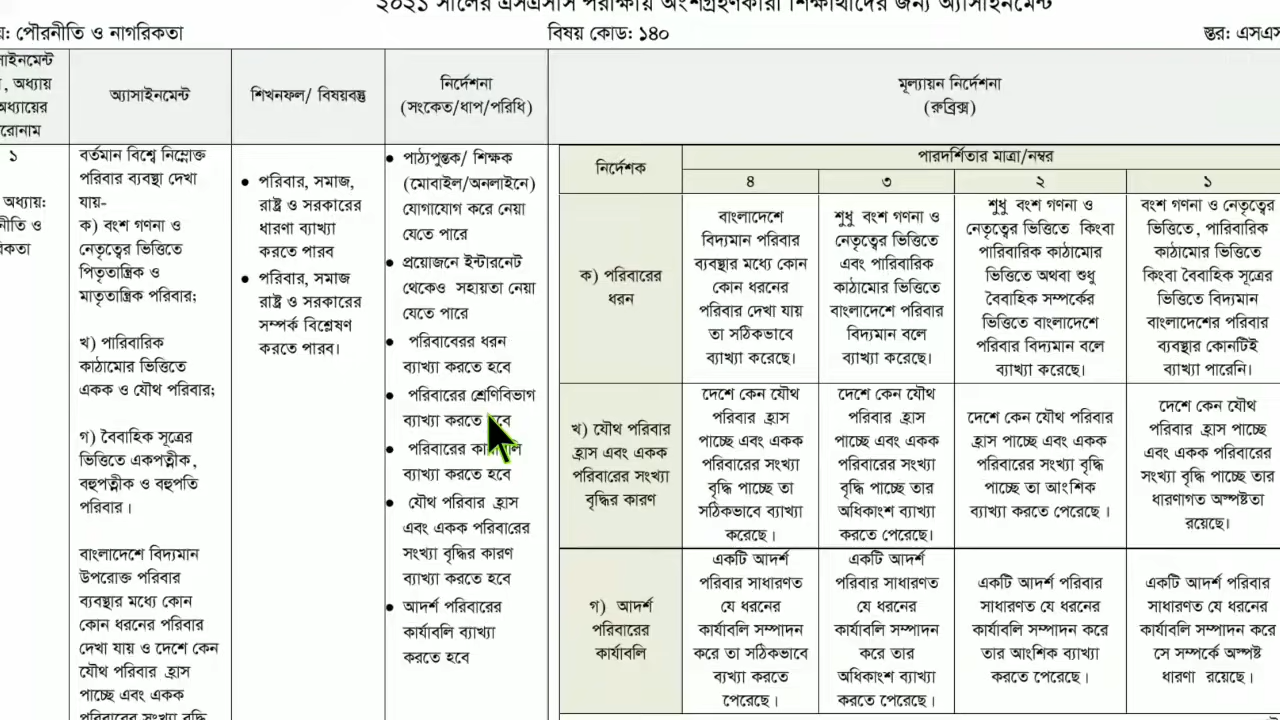 ২০২১ সালের এসএসসি পরীক্ষায় অংশগ্রহণকারী শিক্ষার্থীদের জন্য অ্যাসাইনমেন্ট
পৌরনীতি ও নাগরিকতা
বিষয় কোড: ১৪০
স্তর:
অ্যাসাইনমেন্ট
শিখনফল/ বিষয়বস্তু
নির্দেশনা
(সংকেত/ধাপ/পরিধি)
মূল্যায়ন নির্দেশনা
(রুব্রিক্স)
, অধ্যায়
১
অধ্যায়:
বর্তমান বিশ্বে নিম্নোক্ত
পরিবার ব্যবস্থা দেখা
যায়-
ক) বংশ গণনা ও
নেতৃত্বের ভিত্তিতে
পিতৃতান্ত্রিক ও
মাতৃতান্ত্রিক পরিবার;
খ) পারিবারিক
কাঠামোর ভিত্তিতে
একক ও যৌথ পরিবার;
গ) বৈবাহিক সূত্রের
ভিত্তিতে একপত্নীক,
বহুপত্নীক ও বহুপতি
পরিবার।
বাংলাদেশে বিদ্যমান
উপরোক্ত পরিবার
ব্যবস্থার মধ্যে কোন
কোন ধরনের পরিবার
দেখা যায় ও দেশে কেন
যৌথ পরিবার হ্রাস
পাচ্ছে এবং একক
পরিবারের সংখ্যা বৃদ্ধি
● পরিবার, সমাজ,
রাষ্ট্র ও সরকারের
ধারণা ব্যাখ্যা
করতে পারব
● পরিবার, সমাজ
রাষ্ট্র ও সরকারের
সম্পর্ক বিশ্লেষণ
করতে পারব।
● পাঠ্যপুস্তক/ শিক্ষক
(মোবাইল/অনলাইনে)
যোগাযোগ করে নেয়া
যেতে পারে
● প্রয়োজনে ইন্টারনেট
থেকেও সহায়তা নেয়া
যেতে পারে
● পরিবাবেরর ধরন
ব্যাখ্যা করতে হবে
● পরিবারের শ্রেণিবিভাগ
ব্যাখ্যা করতে হবে
● পরিবারের কার্যাবলি
ব্যাখ্যা করতে হবে
● যৌথ পরিবার হ্রাস
এবং একক পরিবারের
সংখ্যা বৃদ্ধির কারণ
ব্যাখ্যা করতে হবে
● আদর্শ পরিবারের
কার্যাবলি ব্যাখ্যা
করতে হবে
নির্দেশক
পারদর্শিতার মাত্রা/নম্বর
৪
৩
২
১
ক) পরিবারের
ধরন
বাংলাদেশে
বিদ্যমান পরিবার
ব্যবস্থার মধ্যে কোন
কোন ধরনের
পরিবার দেখা যায়
তা সঠিকভাবে
ব্যাখ্যা করেছে।
শুধু বংশ গণনা ও
নেতৃত্বের ভিত্তিতে
এবং পারিবারিক
কাঠামোর ভিত্তিতে
বাংলাদেশে পরিবার
বিদ্যমান বলে
ব্যাখ্যা করেছে।
শুধু বংশ গণনা ও
নেতৃত্বের ভিত্তিতে কিংবা
পারিবারিক কাঠামোর
ভিত্তিতে অথবা শুধু
বৈবাহিক সম্পর্কের
ভিত্তিতে বাংলাদেশে
পরিবার বিদ্যমান বলে
ব্যাখ্যা করেছে।
বংশ গণনা ও নেতৃত্বের
ভিত্তিতে, পারিবারিক
কাঠামোর ভিত্তিতে
কিংবা বৈবাহিক সূত্রের
ভিত্তিতে বিদ্যমান
বাংলাদেশের পরিবার
ব্যবস্থার কোনটিই
ব্যাখ্যা পারেনি।
খ) যৌথ পরিবার
হ্রাস এবং একক
পরিবারের সংখ্যা
বৃদ্ধির কারণ
দেশে কেন যৌথ
পরিবার হ্রাস
পাচ্ছে এবং একক
পরিবারের সংখ্যা
বৃদ্ধি পাচ্ছে তা
সঠিকভাবে ব্যাখ্যা
করেছে।
দেশে কেন যৌথ
পরিবার হ্রাস
পাচ্ছে এবং একক
পরিবারের সংখ্যা
বৃদ্ধি পাচ্ছে তার
অধিকাংশ ব্যাখ্যা
করতে পেরেছে।
দেশে কেন যৌথ পরিবার
হ্রাস পাচ্ছে এবং একক
পরিবারের সংখ্যা বৃদ্ধি
পাচ্ছে তা আংশিক
ব্যাখ্যা করতে পেরেছে ।
দেশে কেন যৌথ
পরিবার হ্রাস পাচ্ছে
এবং একক পরিবারের
সংখ্যা বৃদ্ধি পাচ্ছে তার
ধারণাগত অস্পষ্টতা
রয়েছে।
গ) আদর্শ
পরিবারের
কার্যাবলি
একটি আদর্শ
পরিবার সাধারণত
যে ধরনের
কার্যাবলি সম্পাদন
করে তা সঠিকভাবে
ব্যখ্যা করতে
পেরেছে।
একটি আদর্শ
পরিবার সাধারণত
যে ধরনের
কার্যাবলি সম্পাদন
করে তার
অধিকাংশ ব্যাখ্যা
করতে পেরেছে।
একটি আদর্শ পরিবার
সাধারণত যে ধরনের
কার্যাবলি সম্পাদন করে
তার আংশিক ব্যাখ্যা
করতে পেরেছে।
একটি আদর্শ পরিবার
সাধারণত যে ধরনের
কার্যাবলি সম্পাদন করে
সে সম্পর্কে অস্পষ্ট
ধারণা রয়েছে।